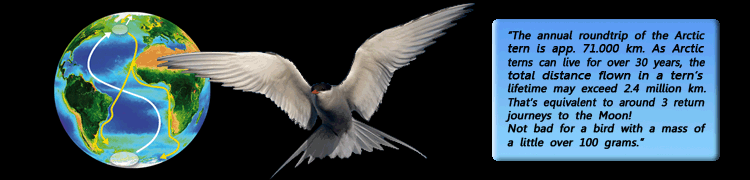 “The annual roundtrip of the Arctic
tern is app. 71.000 km. As Arctic
terns can live for over 30 years, the
total distance flown in a tern’s
lifetime may exceed 2.4 million km.
That’s equivalent to around 3 return
journeys to the Moon!
Not bad for a bird with a mass of
a little over 100 grams.”